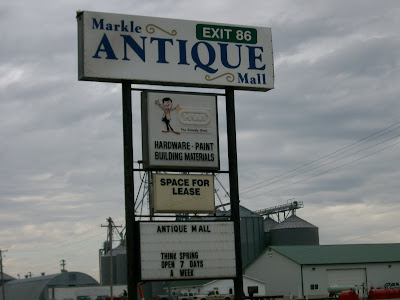 Markle
EXIT 86
ANTIQUE
Mall
HARDWARE - PAINT
BUILDING MATERIALS
SPACE FOR
LEASE
ANTIQUE MALL
THINK SPRING
OPEN 7 DAYS
A WEEK